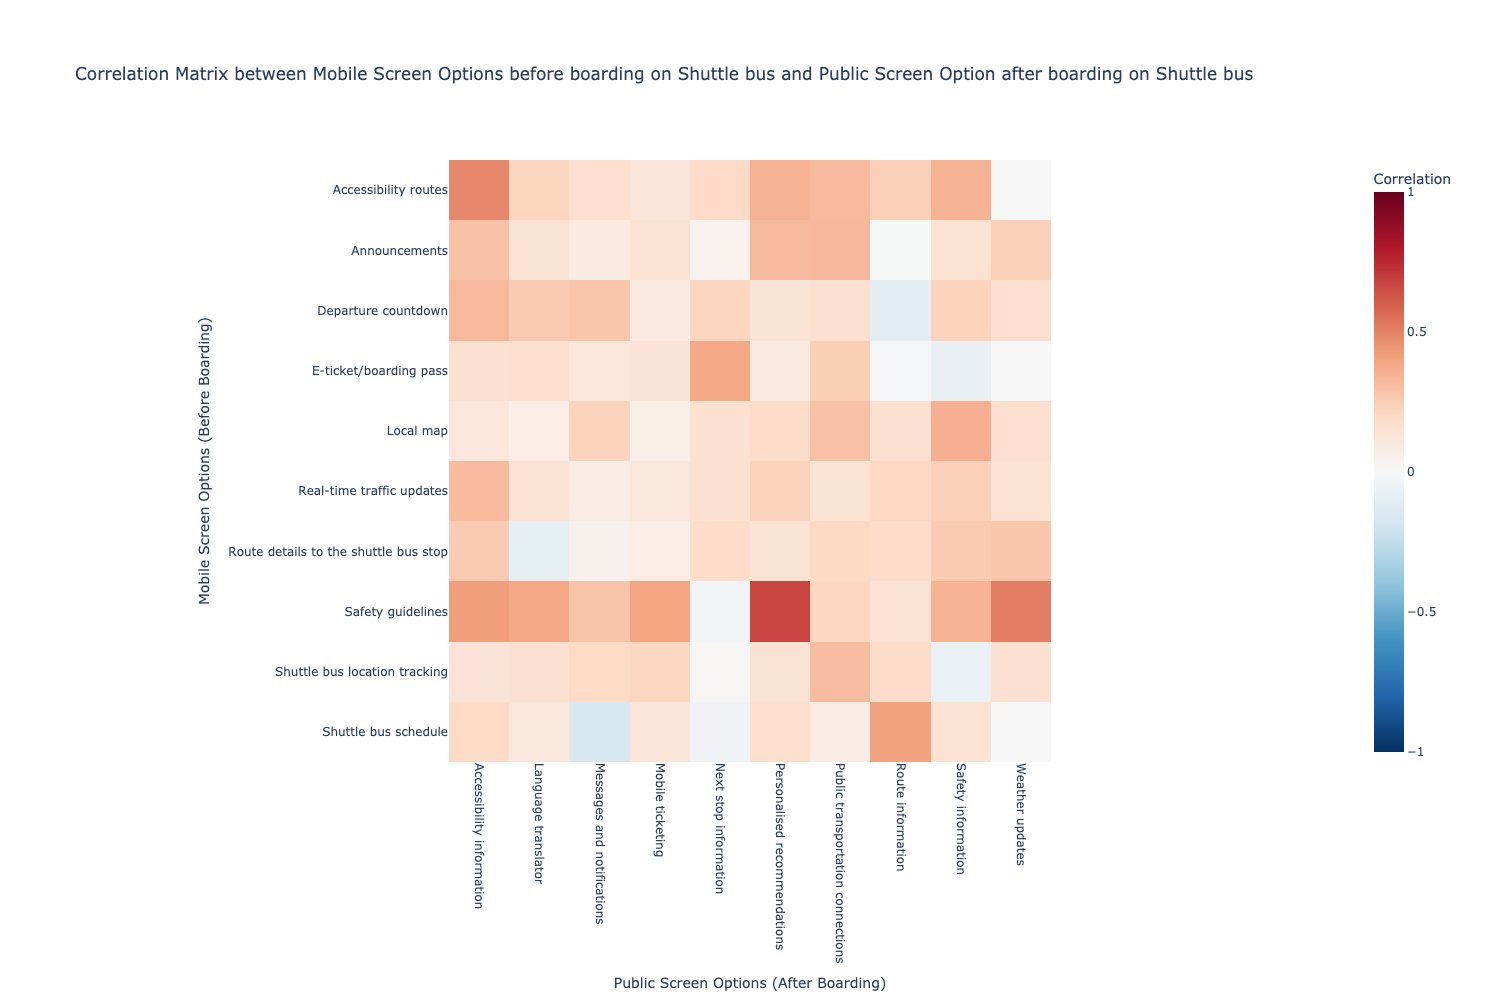 Correlation Matrix between Mobile Screen Options before boarding on Shuttle bus and Public Screen Option after boarding on Shuttle bus
Mobile Screen Options (Before Boarding)
Accessibility routes
Announcements
Departure countdown
E-ticket/boarding pass
Local map
Real-time traffic updates
Route details to the shuttle bus stop
Safety guidelines
Shuttle bus location tracking
Shuttle bus schedule
Accessibility information
Language translator
Messages and notifications
Mobile ticketing
Next stop information
Personalised recommendations
Public transportation connections
Route information
Safety information
Weather updates
Public Screen Options (After Boarding)
Correlation
1
0.5
0
−0.5
−1